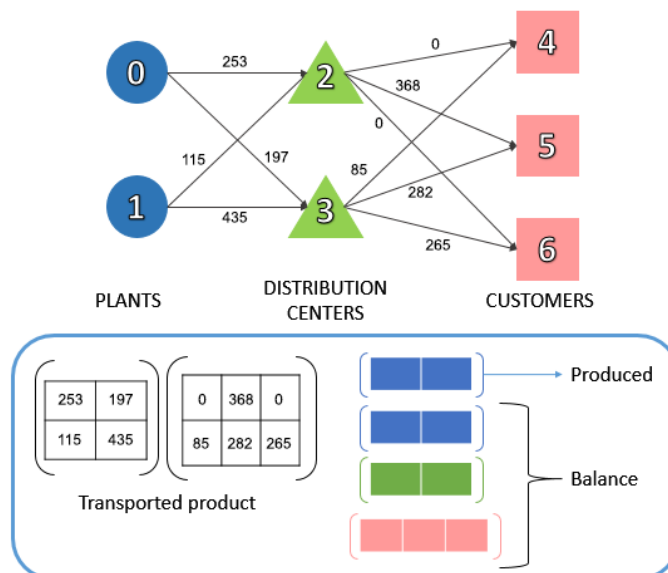 0
4
0
253
2
368
0
5
115
197
85
1
435
3
282
265
6
PLANTS
DISTRIBUTION
CENTERS
CUSTOMERS
253 197
115 435
0 368 0
85 282 265
Transported product
Produced
Balance